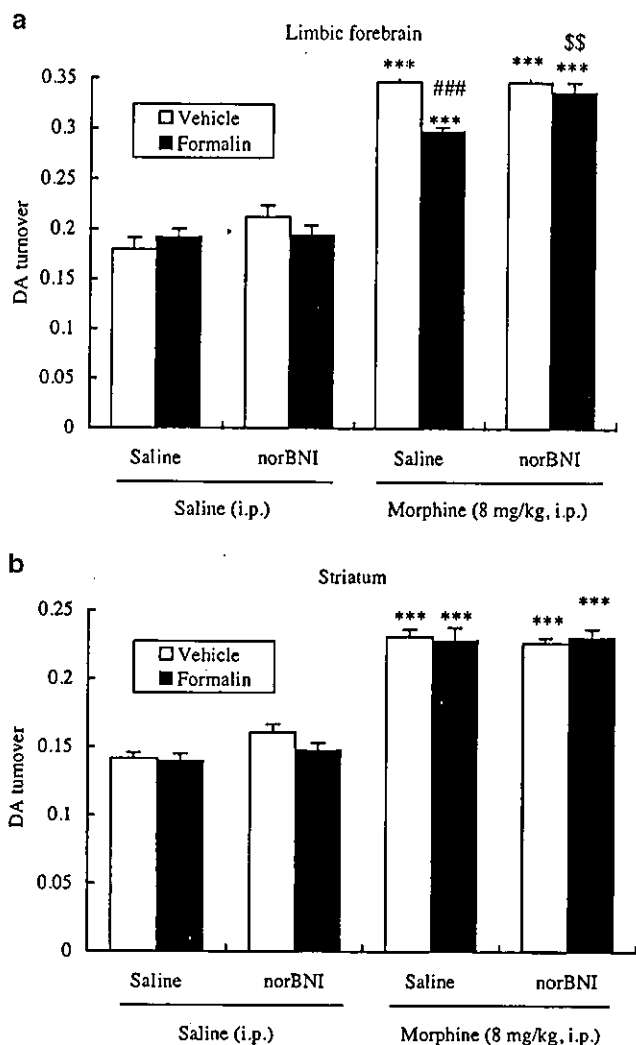 a
Limbic forebrain
$$
*** *** ***
###
***
0.35
0.3
0.25
0.2
0.15
0.1
0.05
0
DA turnover
Vehicle
Formalin
Saline norBNI Saline norBNI
Saline (i.p.) Morphine (8 mg/kg, i.p.)
b
Striatum
*** *** *** ***
0.25
0.2
0.15
0.1
0.05
0
DA turnover
Vehicle
Formalin
Saline norBNI Saline norBNI
Saline (i.p.) Morphine (8 mg/kg, i.p.)